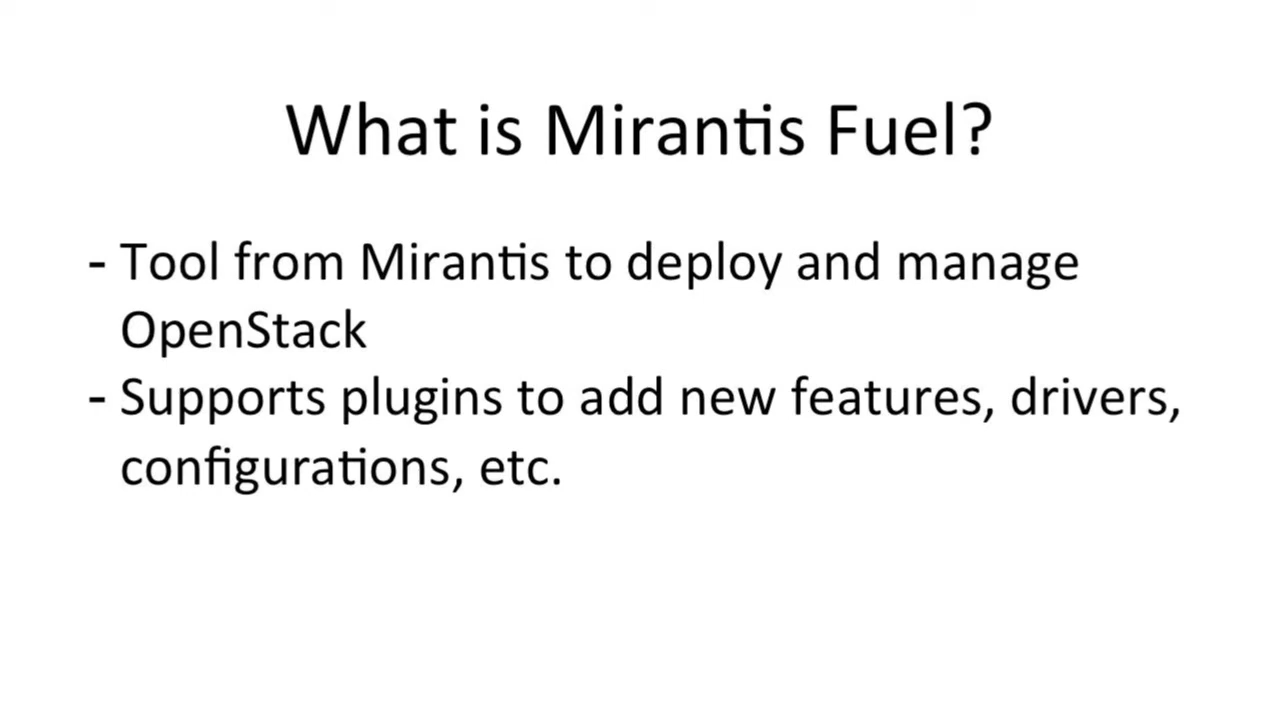 What is Mirantis Fuel?
- Tool from Mirantis to deploy and manage
OpenStack
- Supports plugins to add new features, drivers,
configurations, etc.